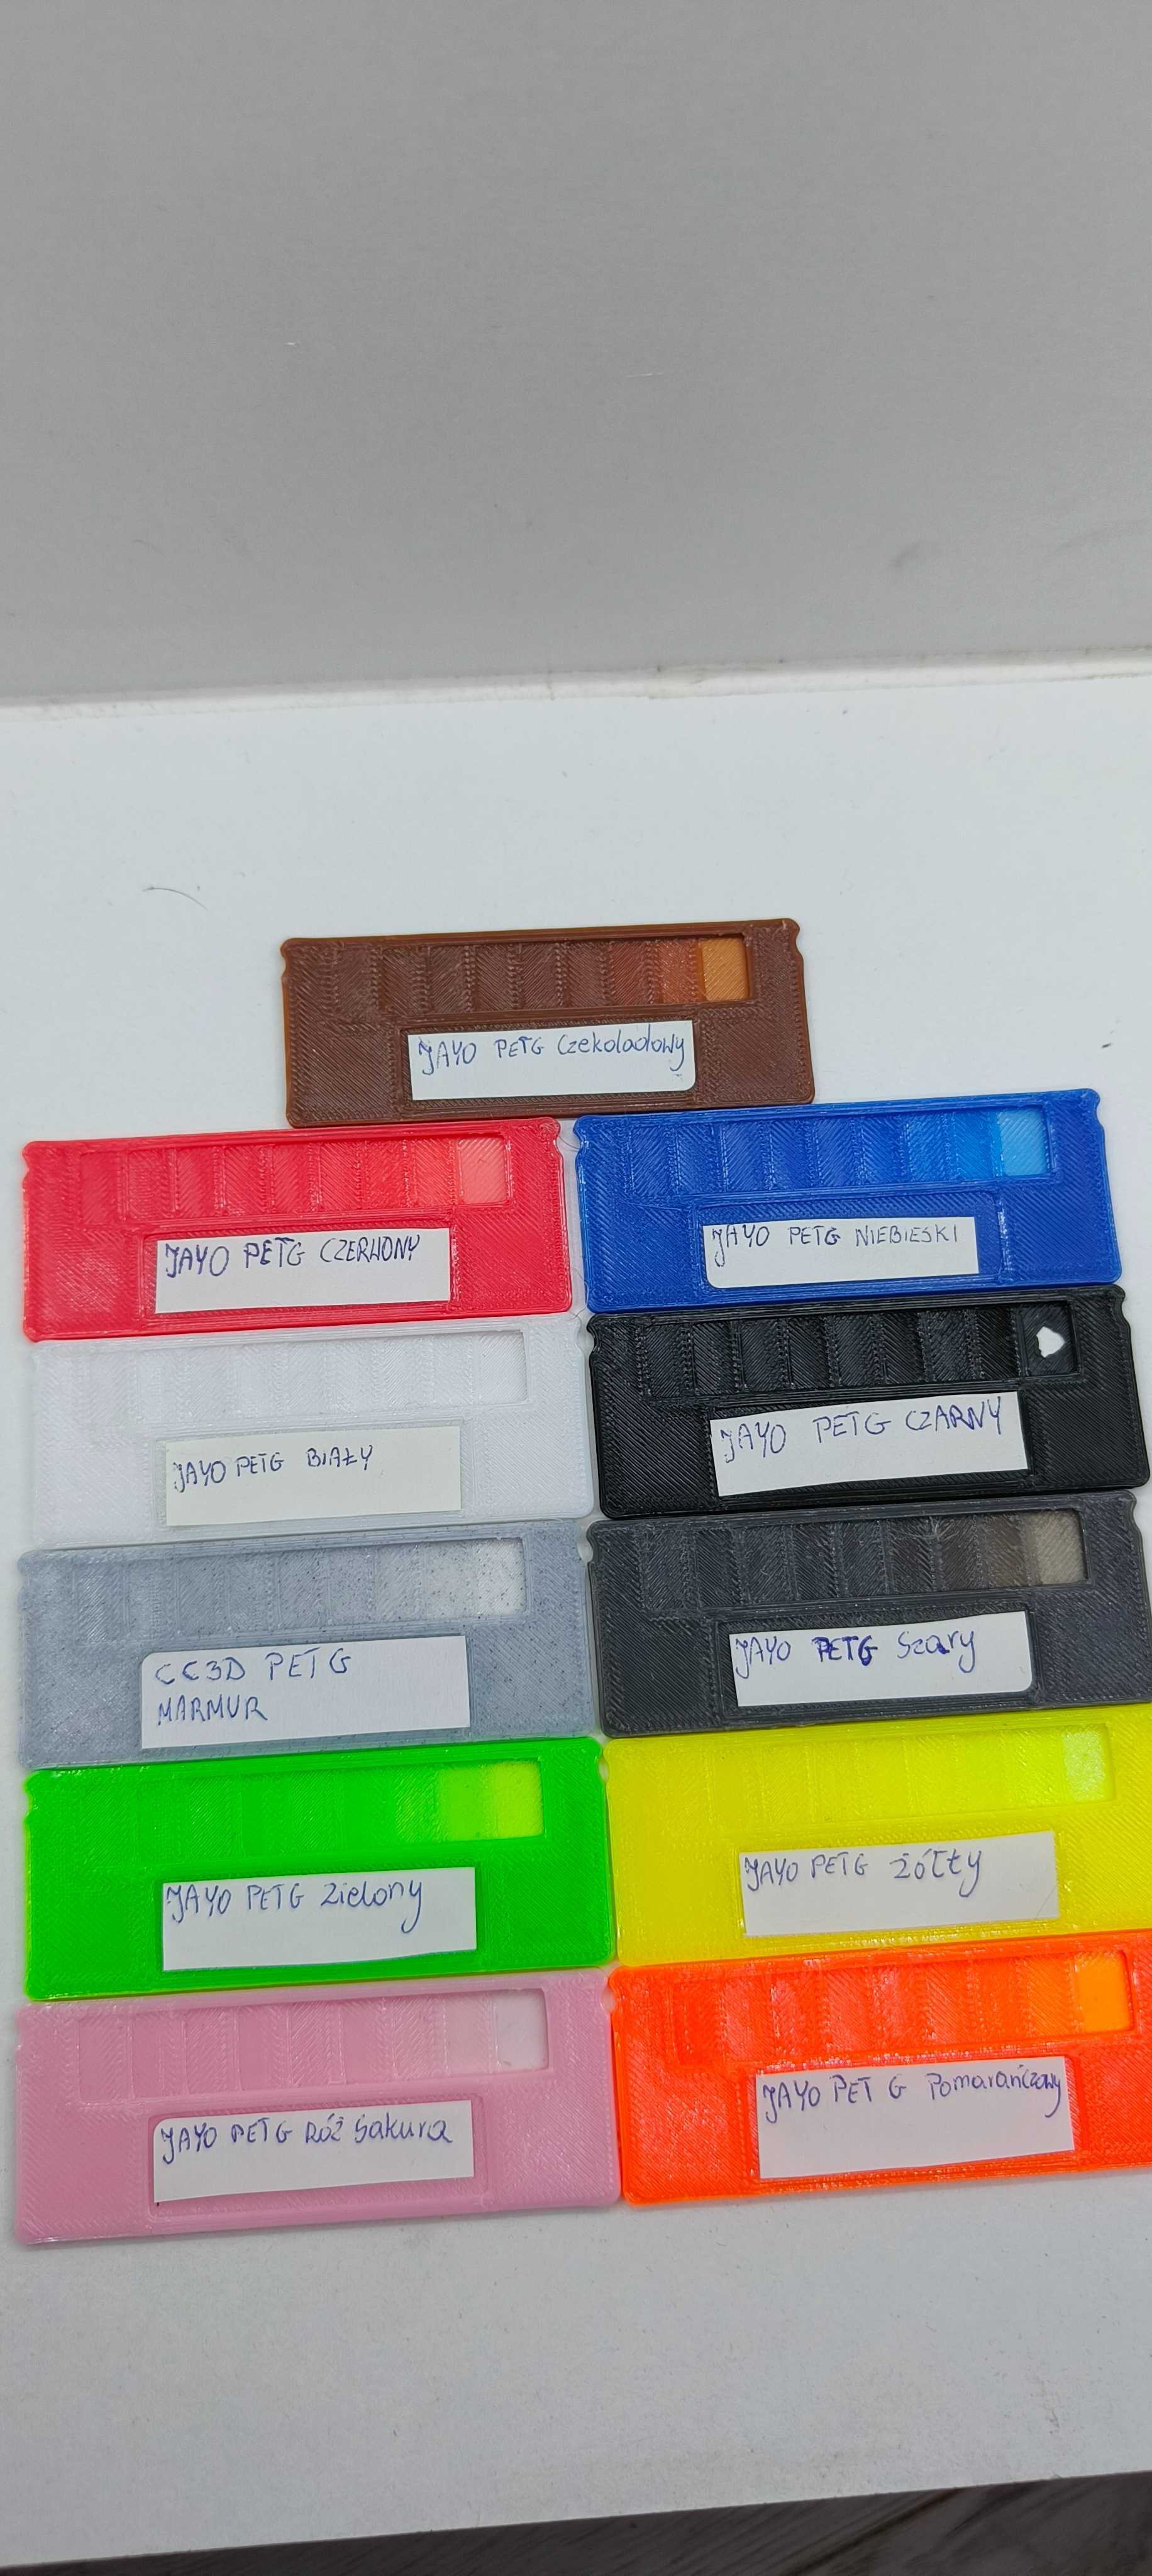 JAYO PETG Czekoladowy
JAYO PETG CZERWONY
JAYO PETG NIEBIESKI
JAYO PETG BIAŁY
JAYO PETG CZARNY
CC3D PETG
MARMUR
JAYO PETG Szary
JAYO PETG Zielony
JAYO PETG żółty
JAYO PETG Róż Sakura
JAYO PET G Pomarańczowy